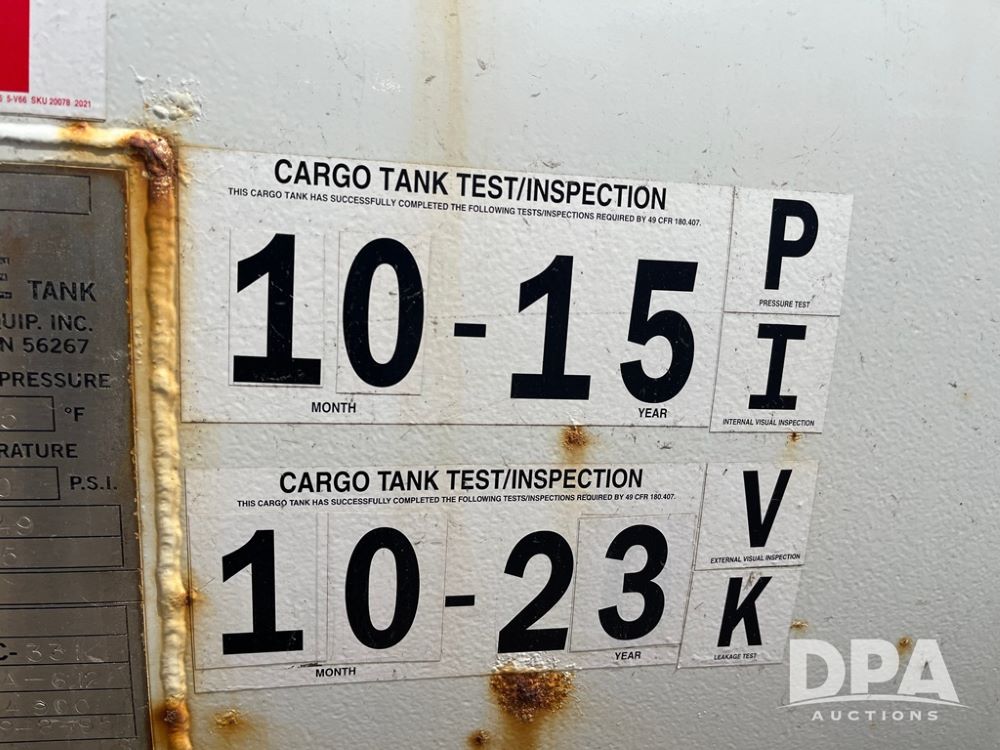 5-V66 SKU 20078 2021
CARGO TANK TEST/INSPECTION
THIS CARGO TANK HAS SUCCESSFULLY COMPLETED THE FOLLOWING TESTS/INSPECTIONS REQUIRED BY 49 CFR 180.407.
10-15
MONTH YEAR
P
PRESSURE TEST
I
INTERNAL VISUAL INSPECTION
CARGO TANK TEST/INSPECTION
THIS CARGO TANK HAS SUCCESSFULLY COMPLETED THE FOLLOWING TESTS/INSPECTIONS REQUIRED BY 49 CFR 180.407.
10-23
MONTH YEAR
V
EXTERNAL VISUAL INSPECTION
K
LEAKAGE TEST
TANK
INC.
56267
PRESSURE
°F
P.S.I.
DPA
AUCTIONS